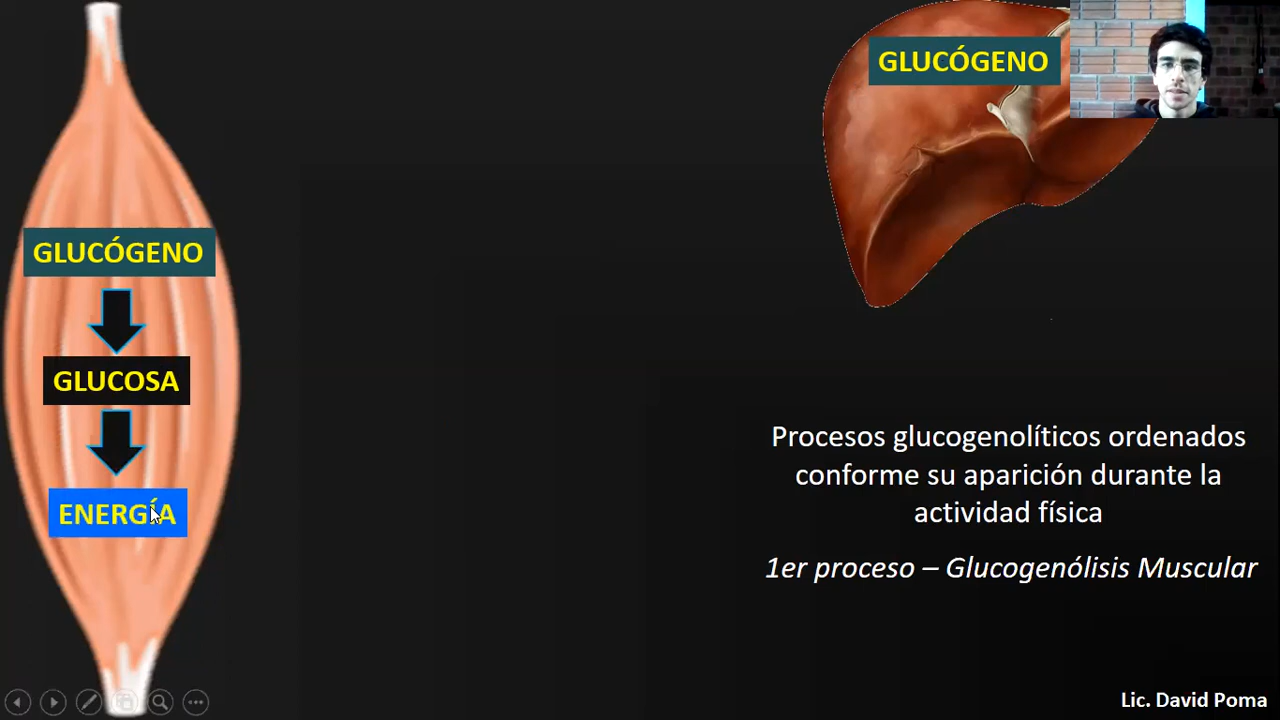 GLUCÓGENO
GLUCÓGENO
GLUCOSA
ENERGÍA
Procesos glucogenolíticos ordenados
conforme su aparición durante la
actividad física
1er proceso – Glucogenólisis Muscular
Lic. David Poma